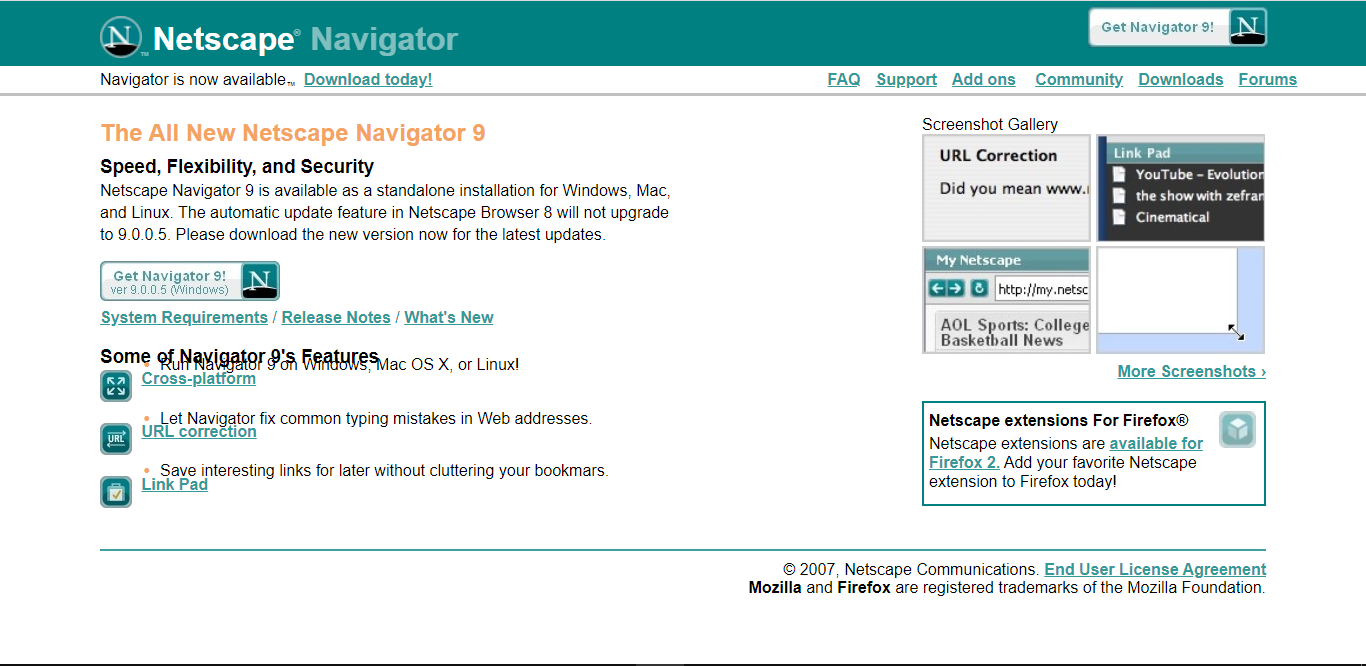 N™ Netscape® Navigator
Get Navigator 9! N
Navigator is now available™ Download today!
FAQ Support Add ons Community Downloads Forums
The All New Netscape Navigator 9
Speed, Flexibility, and Security
Netscape Navigator 9 is available as a standalone installation for Windows, Mac,
and Linux. The automatic update feature in Netscape Browser 8 will not upgrade
to 9.0.0.5. Please download the new version now for the latest updates.
Get Navigator 9! N
ver 9.0.0.5 (Windows)
System Requirements / Release Notes / What's New
Some of Navigator 9's Features
• Run Navigator 9 on Windows, Mac OS X, or Linux!
Cross-platform
• Let Navigator fix common typing mistakes in Web addresses.
URL URL correction
• Save interesting links for later without cluttering your bookmars.
Link Pad
Screenshot Gallery
URL Correction
Did you mean www.
Link Pad
YouTube – Evolution
the show with zefran
Cinematical
My Netscape
http://my.netsc
AOL Sports: College
Basketball News
More Screenshots ›
Netscape extensions For Firefox®
Netscape extensions are available for
Firefox 2. Add your favorite Netscape
extension to Firefox today!
© 2007, Netscape Communications. End User License Agreement
Mozilla and Firefox are registered trademarks of the Mozilla Foundation.